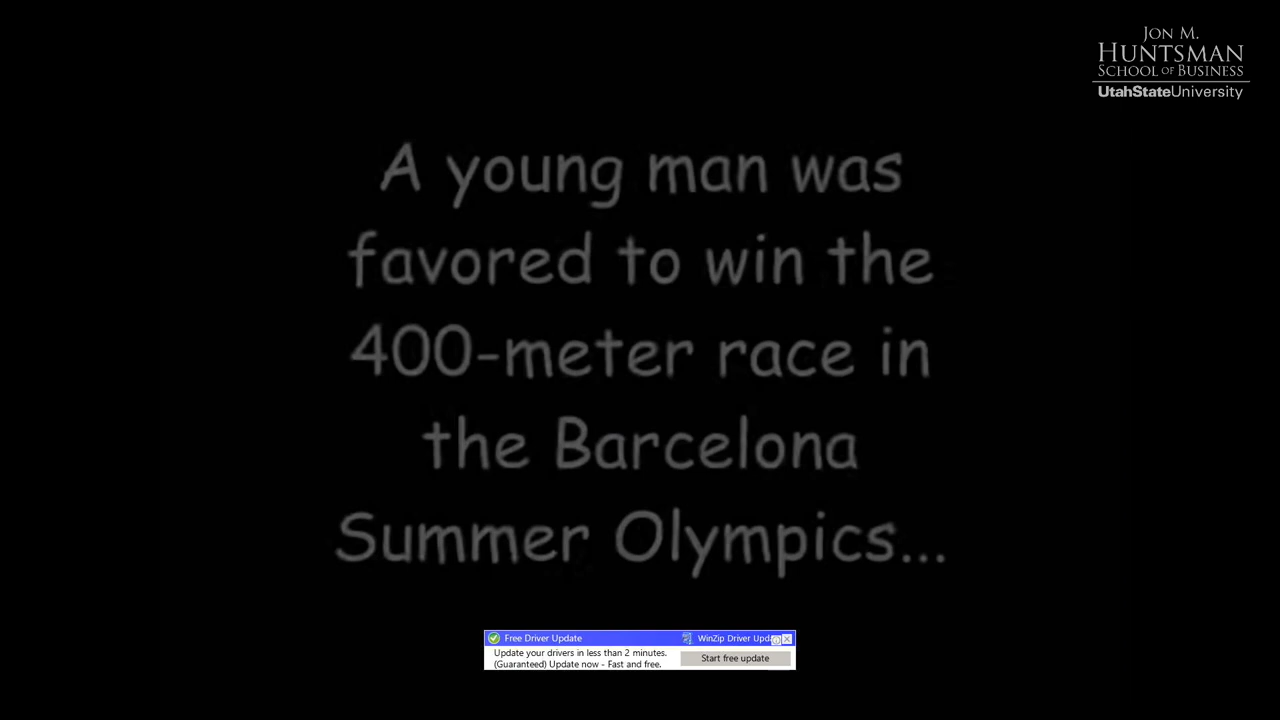 JON M.
HUNTSMAN
SCHOOL OF BUSINESS
UtahStateUniversity
A young man was
favored to win the
400-meter race in
the Barcelona
Summer Olympics...
Free Driver Update
WinZip Driver
Update your drivers in less than 2 minutes.
(Guaranteed) Update now - Fast and free.
Start free update